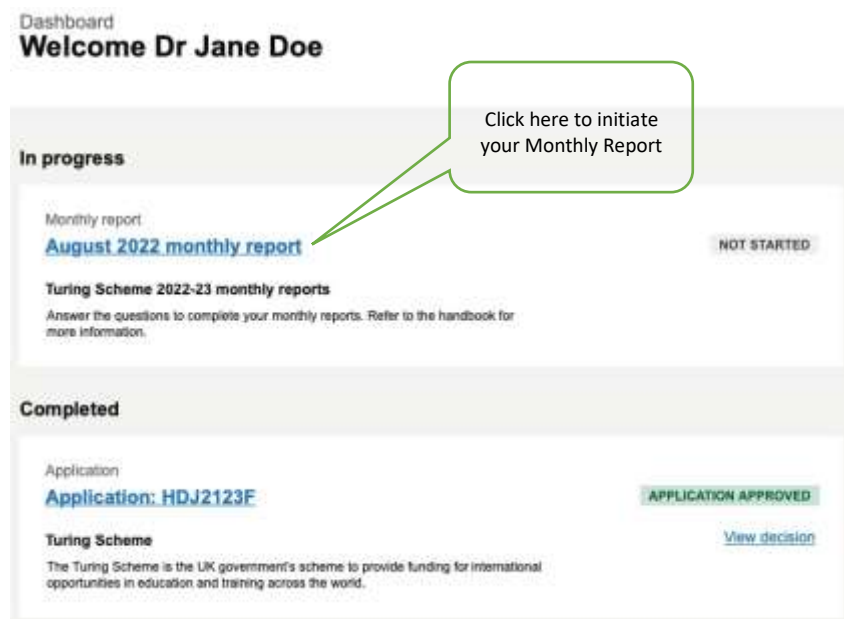 Dashboard
Welcome Dr Jane Doe
Click here to initiate
your Monthly Report
In progress
Monthly report
August 2022 monthly report
NOT STARTED
Turing Scheme 2022-23 monthly reports
Answer the questions to complete your monthly reports. Refer to the handbook for
more information.
Completed
Application
Application: HDJ2123F
APPLICATION APPROVED
Turing Scheme
View decision
The Turing Scheme is the UK government's scheme to provide funding for international
opportunities in education and training across the world.